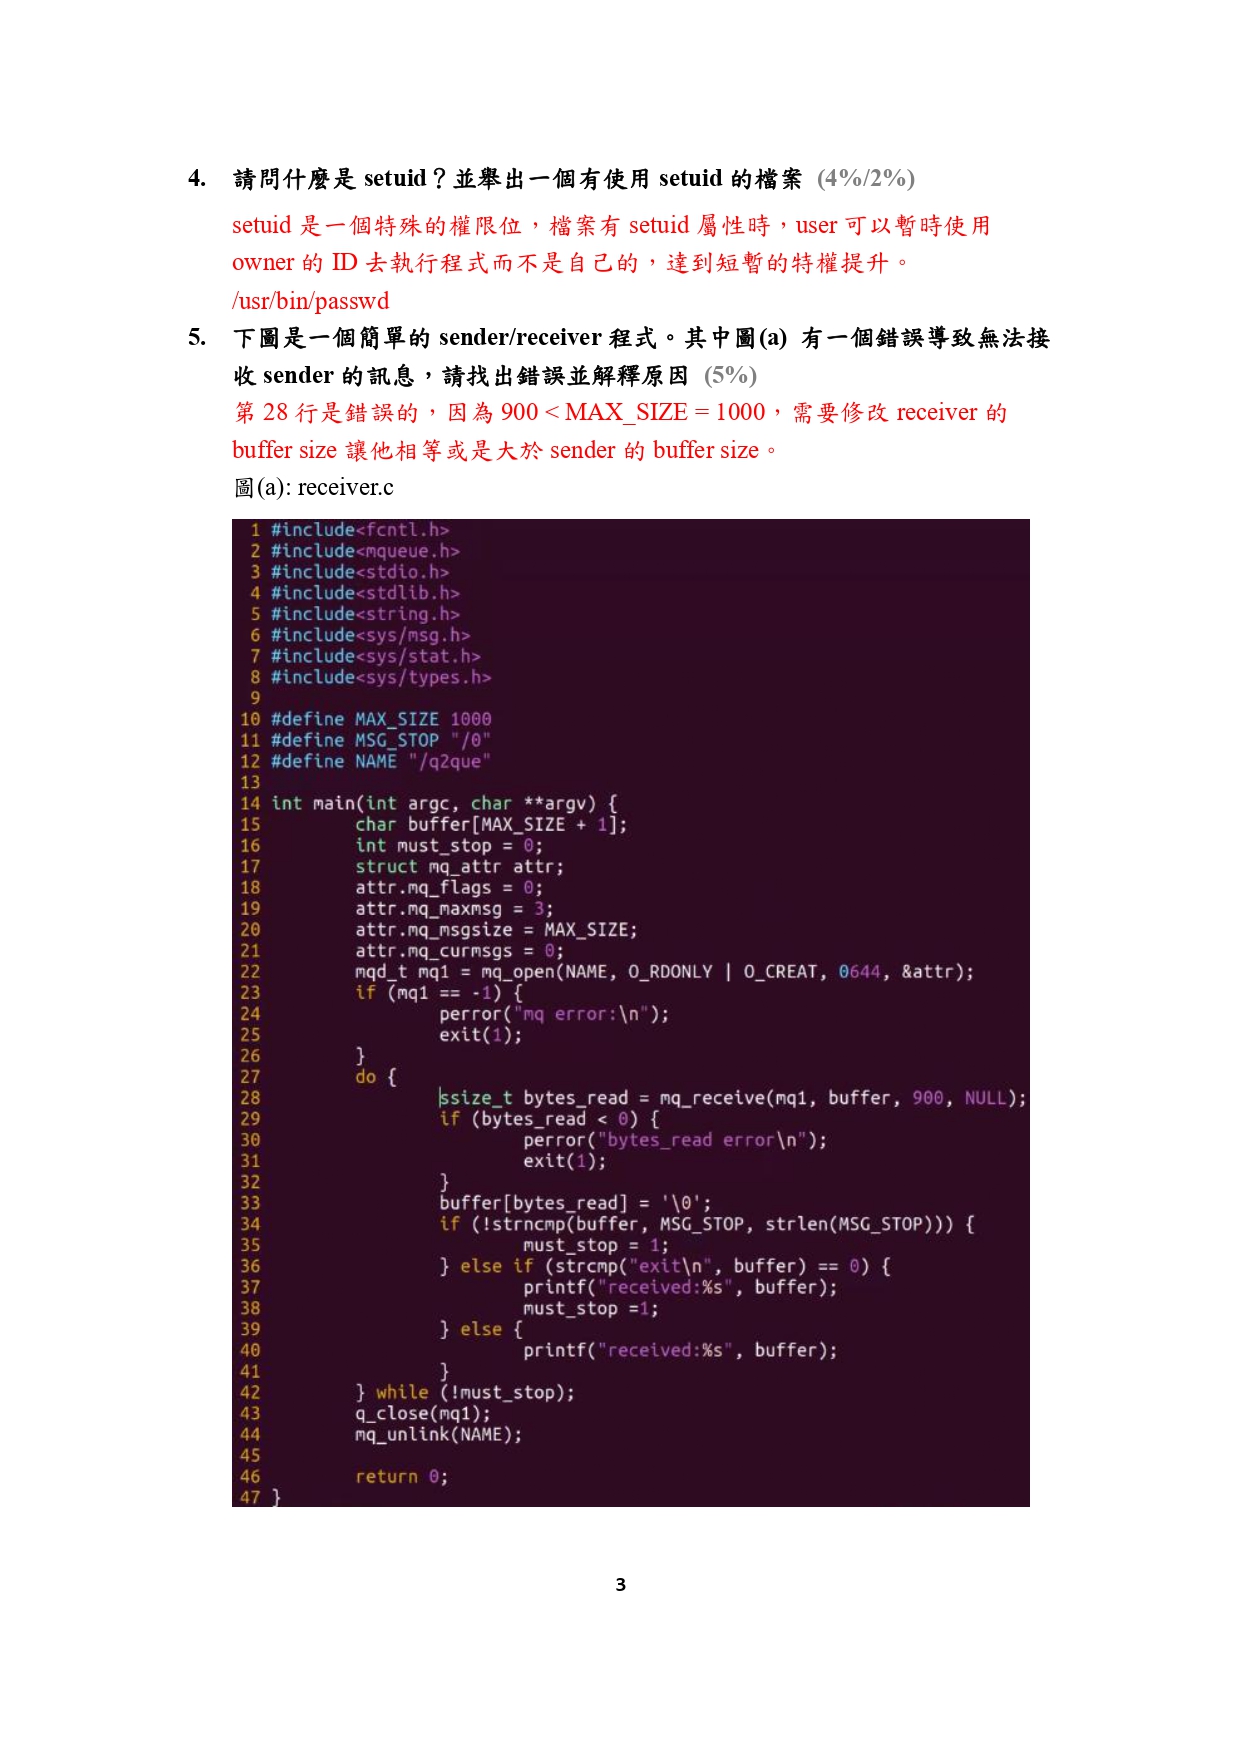 4. 請問什麼是 setuid？並舉出一個有使用 setuid 的檔案 (4%/2%)
setuid 是一個特殊的權限位，檔案有 setuid 屬性時，user 可以暫時使用
owner 的 ID 去執行程式而不是自己的，達到短暫的特權提升。
/usr/bin/passwd
5. 下圖是一個簡單的 sender/receiver 程式。其中圖(a) 有一個錯誤導致無法接
收 sender 的訊息，請找出錯誤並解釋原因 (5%)
第 28 行是錯誤的，因為 900 < MAX_SIZE = 1000，需要修改 receiver 的
buffer size 讓他相等或是大於 sender 的 buffer size。
圖(a): receiver.c
1 #include<fcntl.h>
2 #include<mqueue.h>
3 #include<stdio.h>
4 #include<stdlib.h>
5 #include<string.h>
6 #include<sys/msg.h>
7 #include<sys/stat.h>
8 #include<sys/types.h>
9
10 #define MAX_SIZE 1000
11 #define MSG_STOP "/0"
12 #define NAME "/q2que"
13
14 int main(int argc, char **argv) {
15 char buffer[MAX_SIZE + 1];
16 int must_stop = 0;
17 struct mq_attr attr;
18 attr.mq_flags = 0;
19 attr.mq_maxmsg = 3;
20 attr.mq_msgsize = MAX_SIZE;
21 attr.mq_curmsgs = 0;
22 mqd_t mq1 = mq_open(NAME, O_RDONLY | O_CREAT, 0644, &attr);
23 if (mq1 == -1) {
24 perror("mq error:\n");
25 exit(1);
26 }
27 do {
28 ssize_t bytes_read = mq_receive(mq1, buffer, 900, NULL);
29 if (bytes_read < 0) {
30 perror("bytes_read error\n");
31 exit(1);
32 }
33 buffer[bytes_read] = '\0';
34 if (!strncmp(buffer, MSG_STOP, strlen(MSG_STOP))) {
35 must_stop = 1;
36 } else if (strcmp("exit\n", buffer) == 0) {
37 printf("received:%s", buffer);
38 must_stop =1;
39 } else {
40 printf("received:%s", buffer);
41 }
42 } while (!must_stop);
43 q_close(mq1);
44 mq_unlink(NAME);
45
46 return 0;
47 }
3